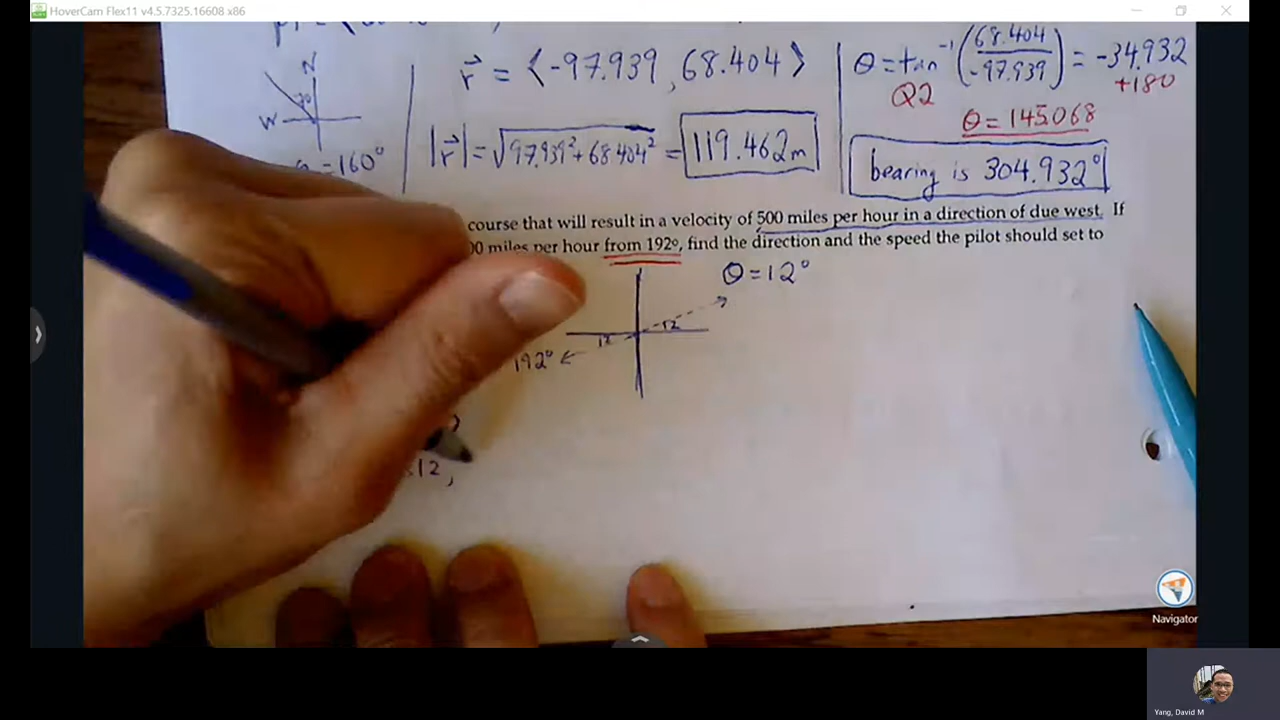 HoverCam Flex11 v4.5.7325.16608 x86
r⃗ = ⟨-97.939, 68.404⟩
|r⃗| = √97.939²+68.404² = 119.462m
θ = tan⁻¹(68.404/-97.939) = -34.932
Q2
+180
θ = 145.068
bearing is 304.932°
N
W
=160°
course that will result in a velocity of 500 miles per hour in a direction of due west. If
00 miles per hour from 192º, find the direction and the speed the pilot should set to
θ = 12°
12
12
192°
12,
Navigator
Yang, David M